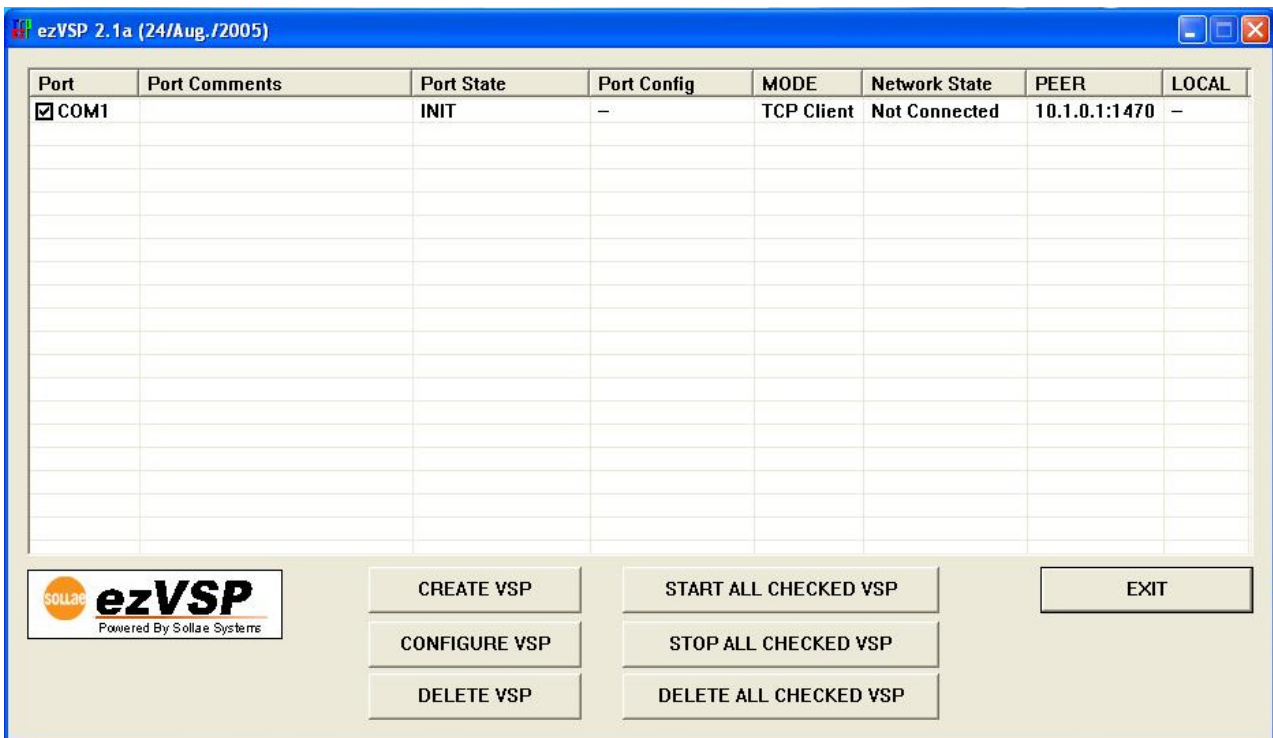 ezVSP 2.1a (24/Aug./2005)
Port Port Comments Port State Port Config MODE Network State PEER LOCAL
COM1 INIT – TCP Client Not Connected 10.1.0.1:1470 –
SOLLAE ezVSP
Powered By Sollae Systems
CREATE VSP START ALL CHECKED VSP EXIT
CONFIGURE VSP STOP ALL CHECKED VSP
DELETE VSP DELETE ALL CHECKED VSP